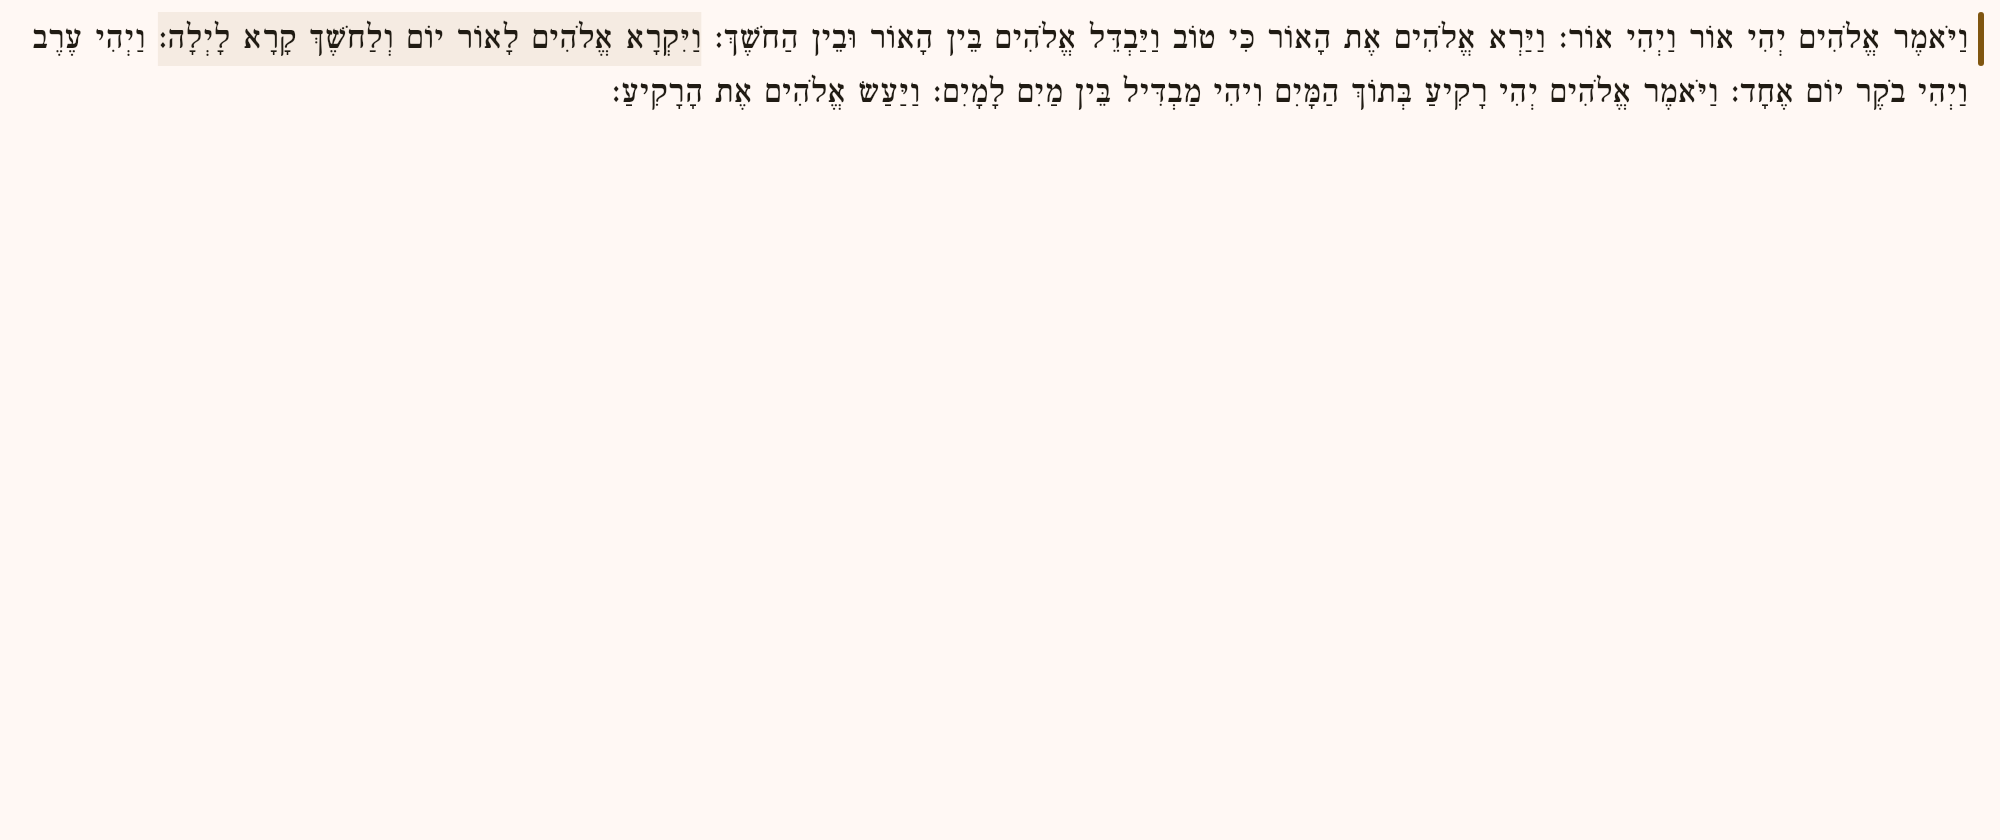 וַיֹּאמֶר אֱלֹהִים יְהִי אוֹר וַיְהִי אוֹר: וַיַּרְא אֱלֹהִים אֶת הָאוֹר כִּי טוֹב וַיַּבְדֵּל אֱלֹהִים בֵּין הָאוֹר וּבֵין הַחֹשֶׁךְ: וַיִּקְרָא אֱלֹהִים לָאוֹר יוֹם וְלַחֹשֶׁךְ קָרָא לָיְלָה: וַיְהִי עֶרֶב
וַיְהִי בֹקֶר יוֹם אֶחָד: וַיֹּאמֶר אֱלֹהִים יְהִי רָקִיעַ בְּתוֹךְ הַמָּיִם וִיהִי מַבְדִּיל בֵּין מַיִם לָמָיִם: וַיַּעַשׂ אֱלֹהִים אֶת הָרָקִיעַ: